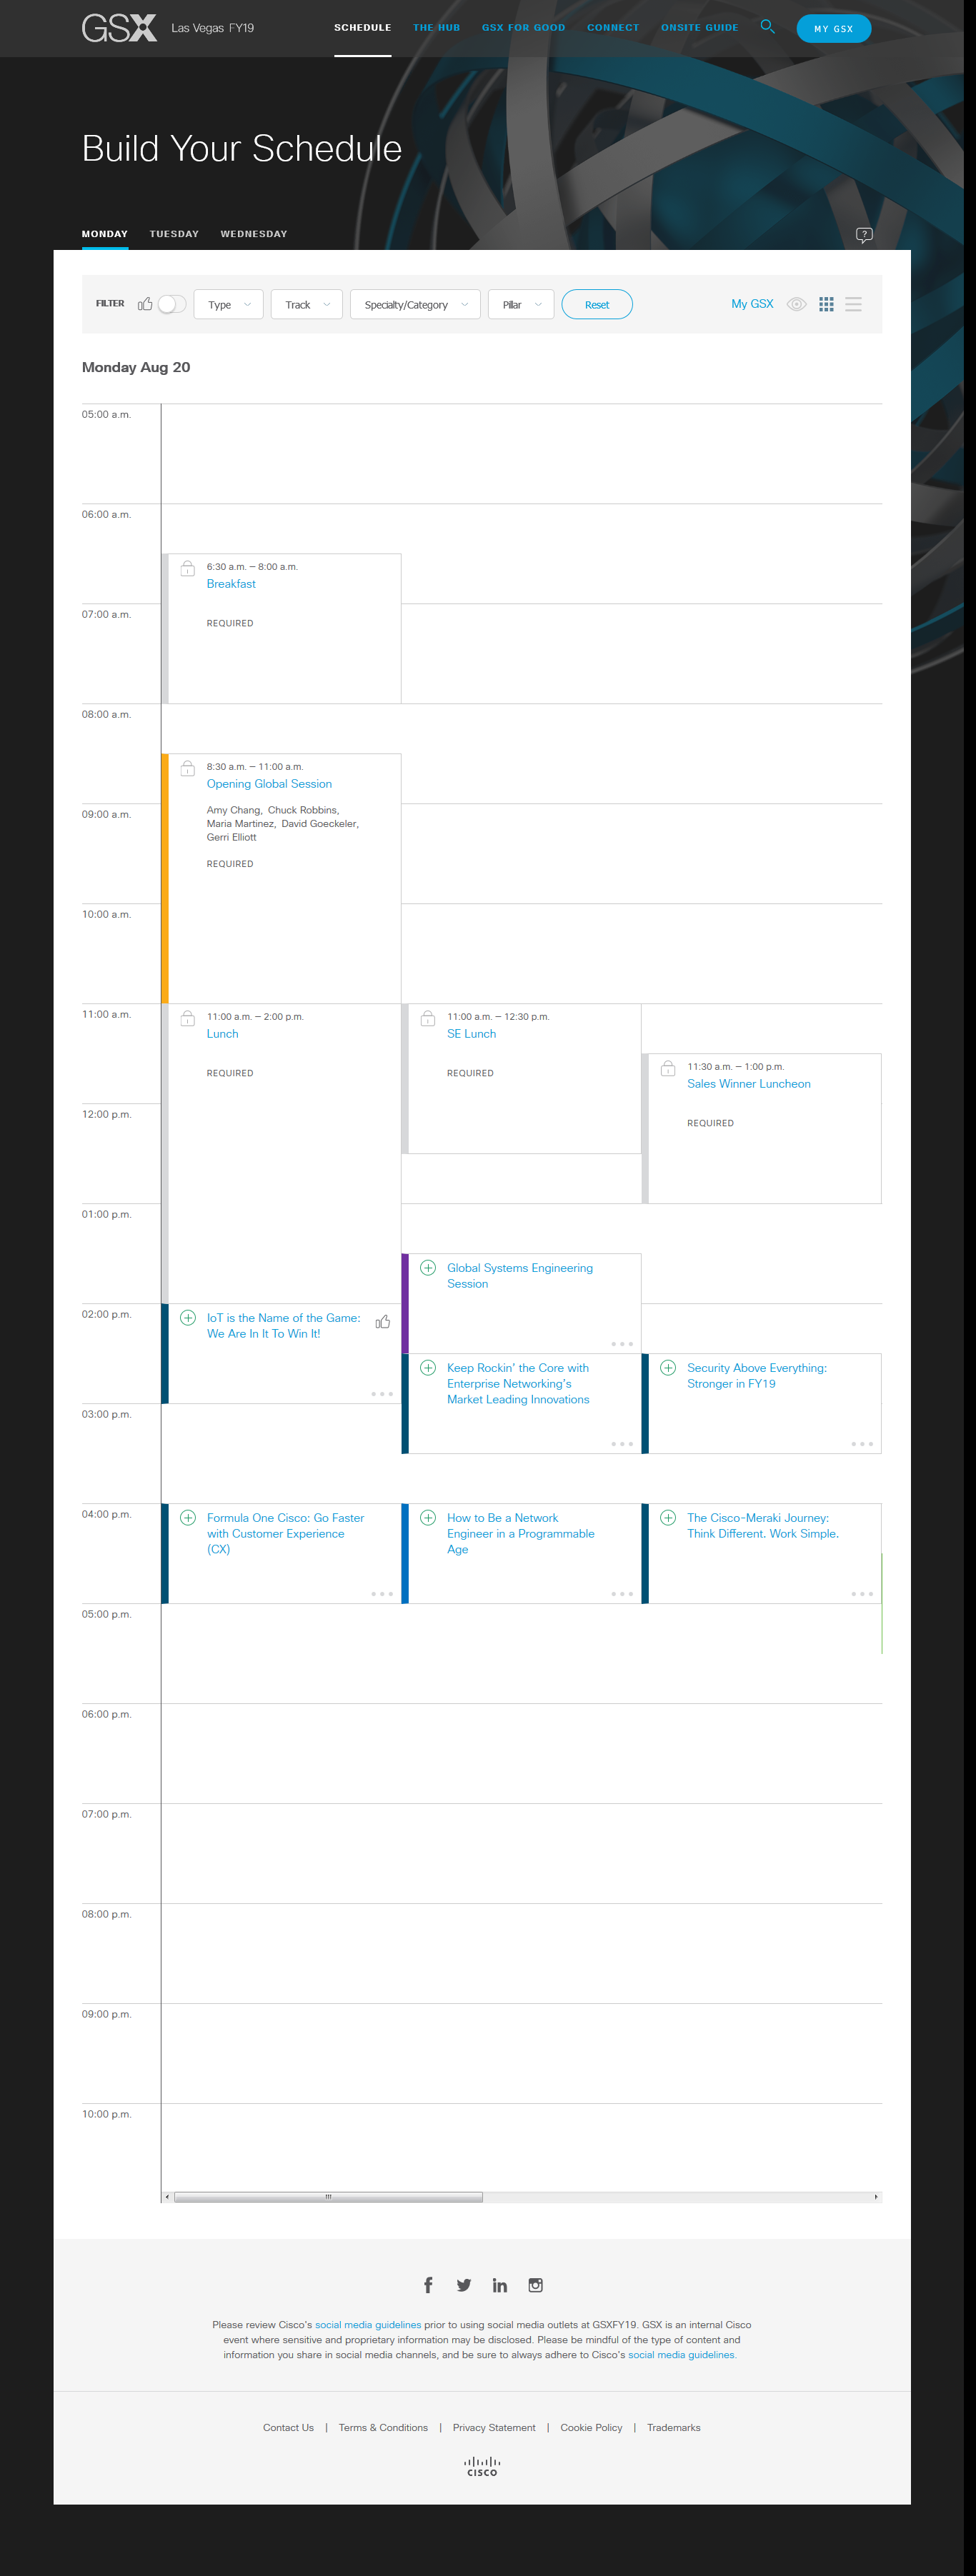 GSX Las Vegas FY19 SCHEDULE THE HUB GSX FOR GOOD CONNECT ONSITE GUIDE MY GSX
Build Your Schedule
MONDAY TUESDAY WEDNESDAY ?
FILTER Type Track Specialty/Category Pillar Reset My GSX
Monday Aug 20
05:00 a.m.
06:00 a.m.
6:30 a.m. – 8:00 a.m.
Breakfast
REQUIRED
07:00 a.m.
08:00 a.m.
8:30 a.m. – 11:00 a.m.
Opening Global Session
Amy Chang, Chuck Robbins,
Maria Martinez, David Goeckeler,
Gerri Elliott
REQUIRED
09:00 a.m.
10:00 a.m.
11:00 a.m.
11:00 a.m. – 2:00 p.m.
Lunch
REQUIRED
11:00 a.m. – 12:30 p.m.
SE Lunch
REQUIRED
11:30 a.m. – 1:00 p.m.
Sales Winner Luncheon
REQUIRED
12:00 p.m.
01:00 p.m.
Global Systems Engineering
Session
02:00 p.m.
IoT is the Name of the Game:
We Are In It To Win It!
Keep Rockin' the Core with
Enterprise Networking's
Market Leading Innovations
Security Above Everything:
Stronger in FY19
03:00 p.m.
04:00 p.m.
Formula One Cisco: Go Faster
with Customer Experience
(CX)
How to Be a Network
Engineer in a Programmable
Age
The Cisco-Meraki Journey:
Think Different. Work Simple.
05:00 p.m.
06:00 p.m.
07:00 p.m.
08:00 p.m.
09:00 p.m.
10:00 p.m.
Please review Cisco's social media guidelines prior to using social media outlets at GSXFY19. GSX is an internal Cisco
event where sensitive and proprietary information may be disclosed. Please be mindful of the type of content and
information you share in social media channels, and be sure to always adhere to Cisco's social media guidelines.
Contact Us | Terms & Conditions | Privacy Statement | Cookie Policy | Trademarks
CISCO